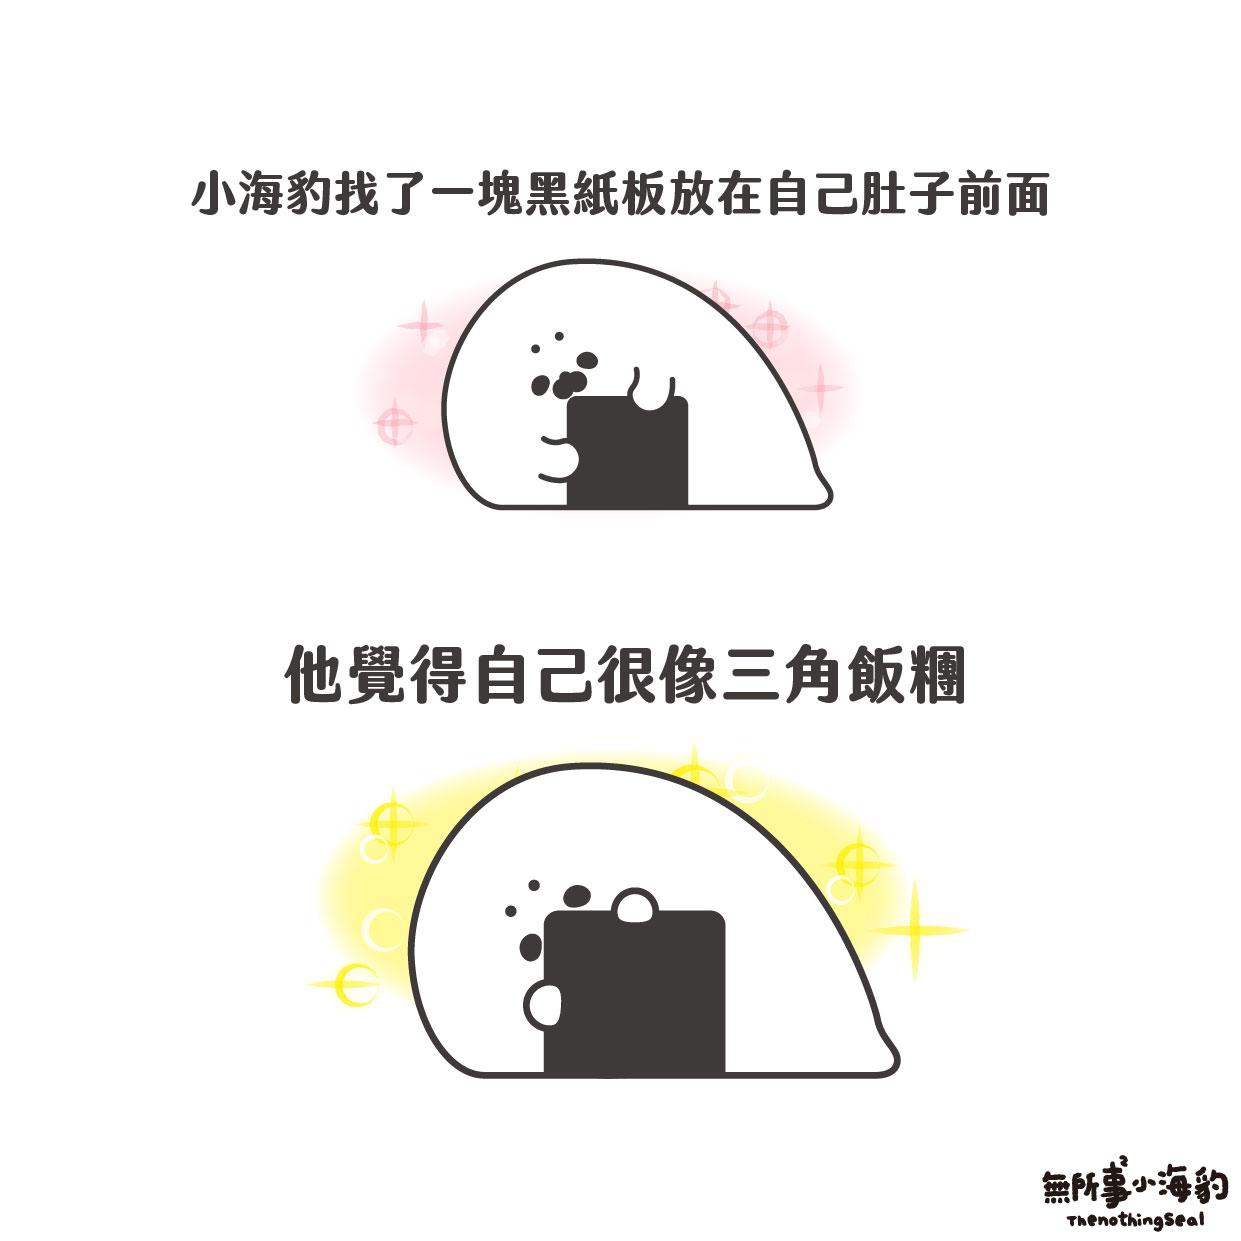 小海豹找了一塊黑紙板放在自己肚子前面
他覺得自己很像三角飯糰
無所事²小海豹
Thenothingseal